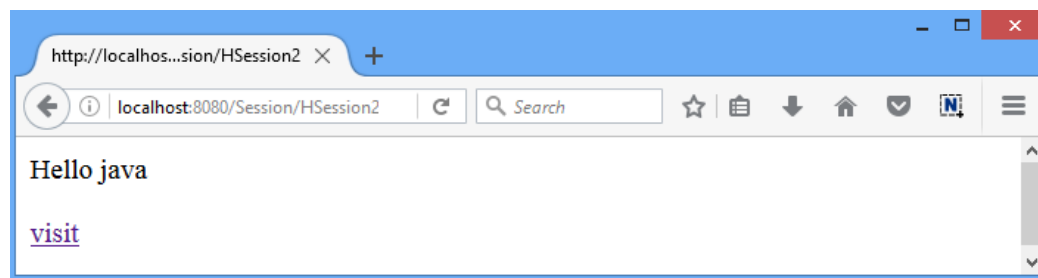 http://localhos...sion/HSession2
localhost:8080/Session/HSession2
Search
Hello java
visit